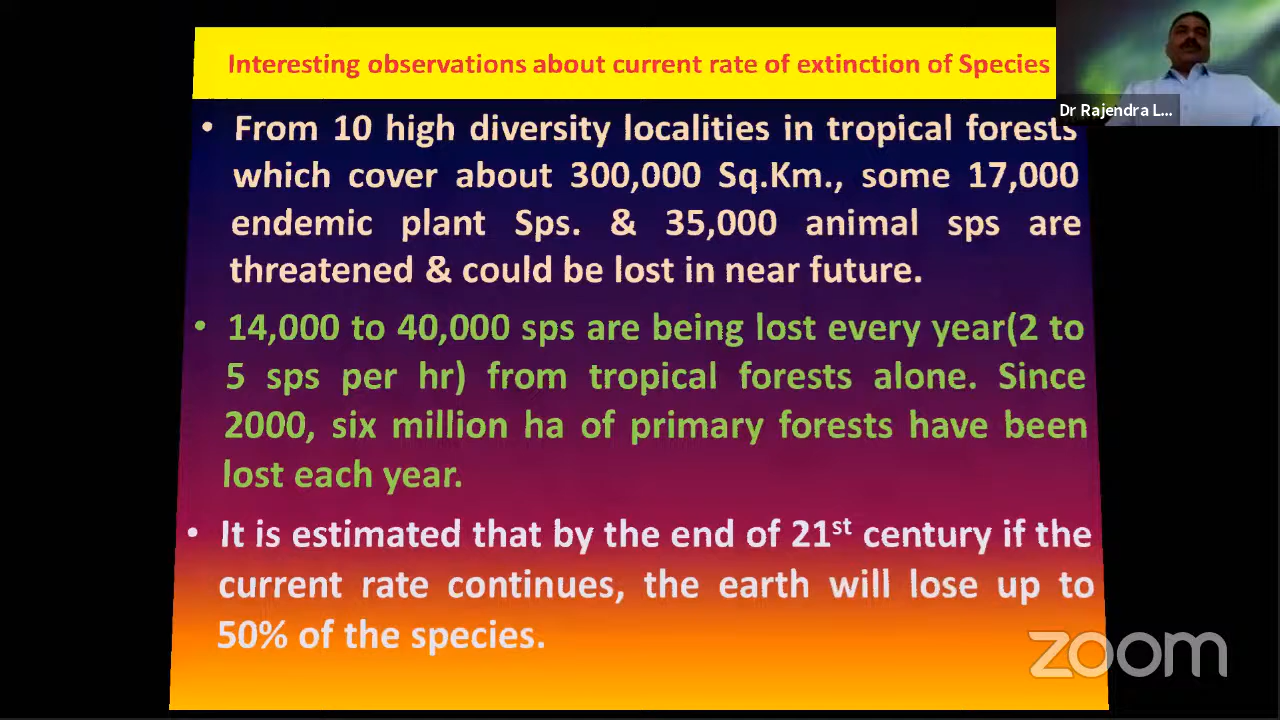 Interesting observations about current rate of extinction of Species
Dr Rajendra L...
• From 10 high diversity localities in tropical forests
which cover about 300,000 Sq.Km., some 17,000
endemic plant Sps. & 35,000 animal sps are
threatened & could be lost in near future.
• 14,000 to 40,000 sps are being lost every year(2 to
5 sps per hr) from tropical forests alone. Since
2000, six million ha of primary forests have been
lost each year.
• It is estimated that by the end of 21st century if the
current rate continues, the earth will lose up to
50% of the species.
zoom